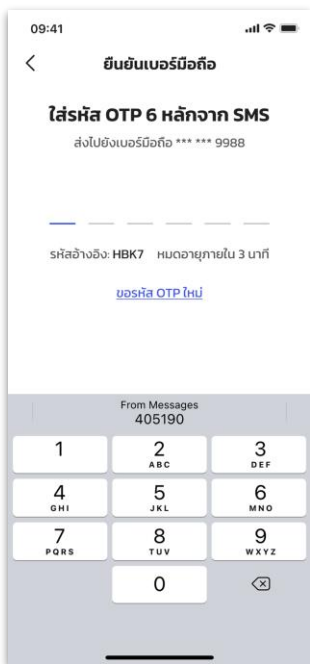 09:41
ยืนยันเบอร์มือถือ
ใส่รหัส OTP 6 หลักจาก SMS
ส่งไปยังเบอร์มือถือ *** *** 9988
รหัสอ้างอิง: HBK7 หมดอายุภายใน 3 นาที
ขอรหัส OTP ใหม่
From Messages
405190
1 2 3
ABC DEF
4 5 6
GHI JKL MNO
7 8 9
PQRS TUV WXYZ
0